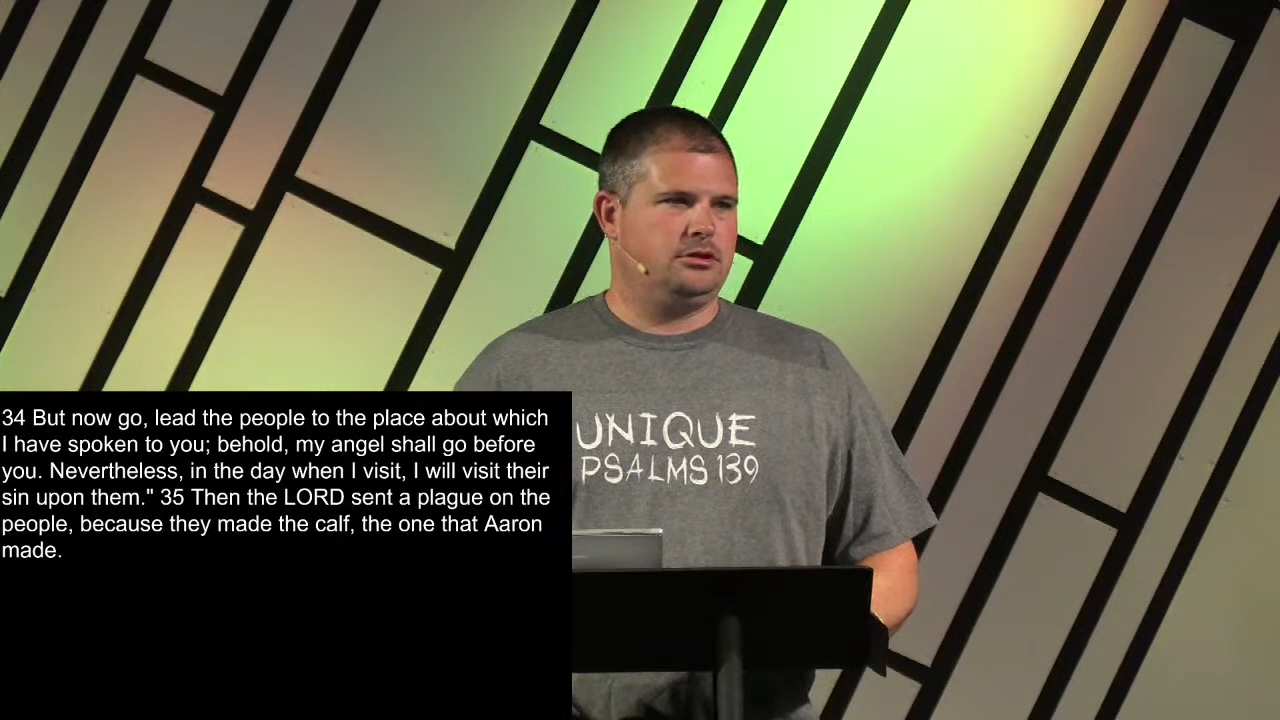 34 But now go, lead the people to the place about which
I have spoken to you; behold, my angel shall go before
you. Nevertheless, in the day when I visit, I will visit their
sin upon them." 35 Then the LORD sent a plague on the
people, because they made the calf, the one that Aaron
made.
UNIQUE
PSALMS 139